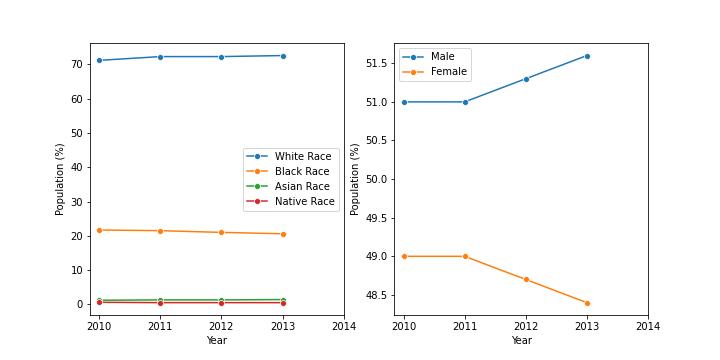 70
60
50
40
30
20
10
0
Population (%)
2010 2011 2012 2013 2014
Year
White Race
Black Race
Asian Race
Native Race
51.5
51.0
50.5
50.0
49.5
49.0
48.5
Population (%)
2010 2011 2012 2013 2014
Year
Male
Female